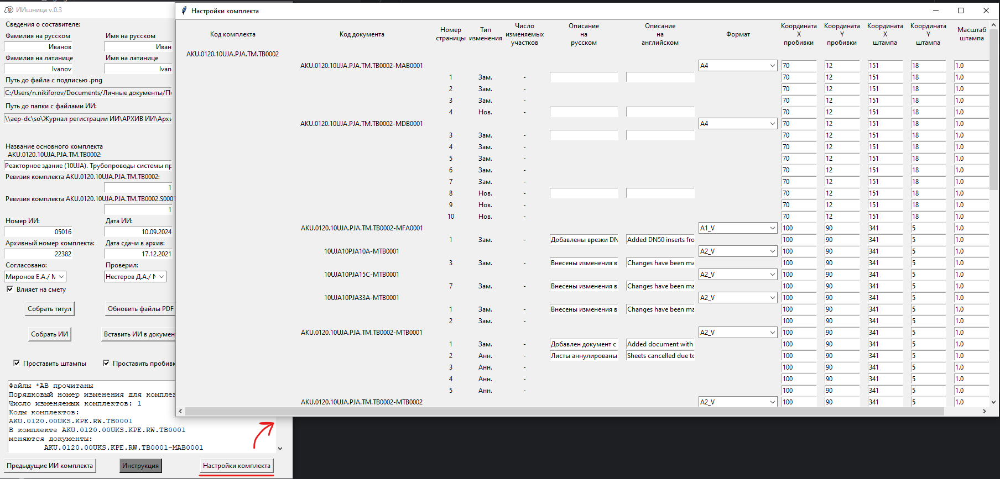 ИИшница v.0.3
Сведения о составителе:
Фамилия на русском
Имя на русском
Иванов
Иван
Фамилия на латинице
Имя на латинице
Ivanov
Ivan
Путь до файла с подписью .png
C:/Users/n.nikiforov/Documents/Личные документы/П
Путь до папки с файлами ИИ:
\\aep-dc\so\Журнал регистрации ИИ\АРХИВ ИИ\Архи
Название основного комплекта
AKU.0120.10UJA.PJA.TM.TB0002:
Реакторное здание (10UJA). Трубопроводы системы пр
Ревизия комплекта AKU.0120.10UJA.PJA.TM.TB0002:
1
Ревизия комплекта AKU.0120.10UJA.PJA.TM.TB0002.S0001
1
Номер ИИ:
Дата ИИ:
05016
10.09.2024
Архивный номер комплекта:
Дата сдачи в архив:
22382
17.12.2021
Согласовано:
Проверил:
Миронов Е.А./ М
Нестеров Д.А./ N
Влияет на смету
Собрать титул
Обновить файлы PDF
Собрать ИИ
Вставить ИИ в докумен
Проставить штампы
Проставить пробивк
Файлы *AB прочитаны
Порядковый номер изменения для комплек
Число изменяемых комплектов: 1
Коды комплектов:
AKU.0120.00UKS.KPE.RW.TB0001
В комплекте AKU.0120.00UKS.KPE.RW.TB0001
меняются документы:
AKU.0120.00UKS.KPE.RW.TB0001-MAB0001
Предыдущие ИИ комплекта
Инструкция
Настройки комплекта
Настройки комплекта
Код комплекта
Код документа
Номер страницы
Тип изменения
Число изменяемых участков
Описание на русском
Описание на английском
Формат
Координата X пробивки
Координата Y пробивки
Координата X штампа
Координата Y штампа
Масштаб штампа
AKU.0120.10UJA.PJA.TM.TB0002
AKU.0120.10UJA.PJA.TM.TB0002-MAB0001 A4 70 12 151 18 1.0
1 Зам. - 70 12 151 18 1.0
2 Зам. - 70 12 151 18 1.0
3 Зам. - 70 12 151 18 1.0
4 Нов. - 70 12 151 18 1.0
AKU.0120.10UJA.PJA.TM.TB0002-MDB0001 A4 70 12 151 18 1.0
3 Зам. - 70 12 151 18 1.0
4 Зам. - 70 12 151 18 1.0
5 Зам. - 70 12 151 18 1.0
6 Зам. - 70 12 151 18 1.0
7 Зам. - 70 12 151 18 1.0
8 Нов. - 70 12 151 18 1.0
9 Нов. - 70 12 151 18 1.0
10 Нов. - 70 12 151 18 1.0
AKU.0120.10UJA.PJA.TM.TB0002-MFA0001 A1_V 100 90 341 5 1.0
1 Зам. - Добавлены врезки DN Added DN50 inserts fro 100 90 341 5 1.0
10UJA10PJA10A-MTB0001 A2_V 100 90 341 5 1.0
3 Зам. - Внесены изменения в Changes have been ma 100 90 341 5 1.0
10UJA10PJA15C-MTB0001 A2_V 100 90 341 5 1.0
7 Зам. - Внесены изменения в Changes have been ma 100 90 341 5 1.0
10UJA10PJA33A-MTB0001 A2_V 100 90 341 5 1.0
1 Зам. - Внесены изменения в Changes have been ma 100 90 341 5 1.0
2 Зам. - 100 90 341 5 1.0
AKU.0120.10UJA.PJA.TM.TB0002-MTB0001 A2_V 100 90 341 5 1.0
1 Зам. - Добавлен документ с Added document with 100 90 341 5 1.0
2 Анн. - Листы аннулированы Sheets cancelled due to 100 90 341 5 1.0
3 Анн. - 100 90 341 5 1.0
4 Анн. - 100 90 341 5 1.0
5 Анн. - 100 90 341 5 1.0
AKU.0120.10UJA.PJA.TM.TB0002-MTB0002 A2_V 100 90 341 5 1.0